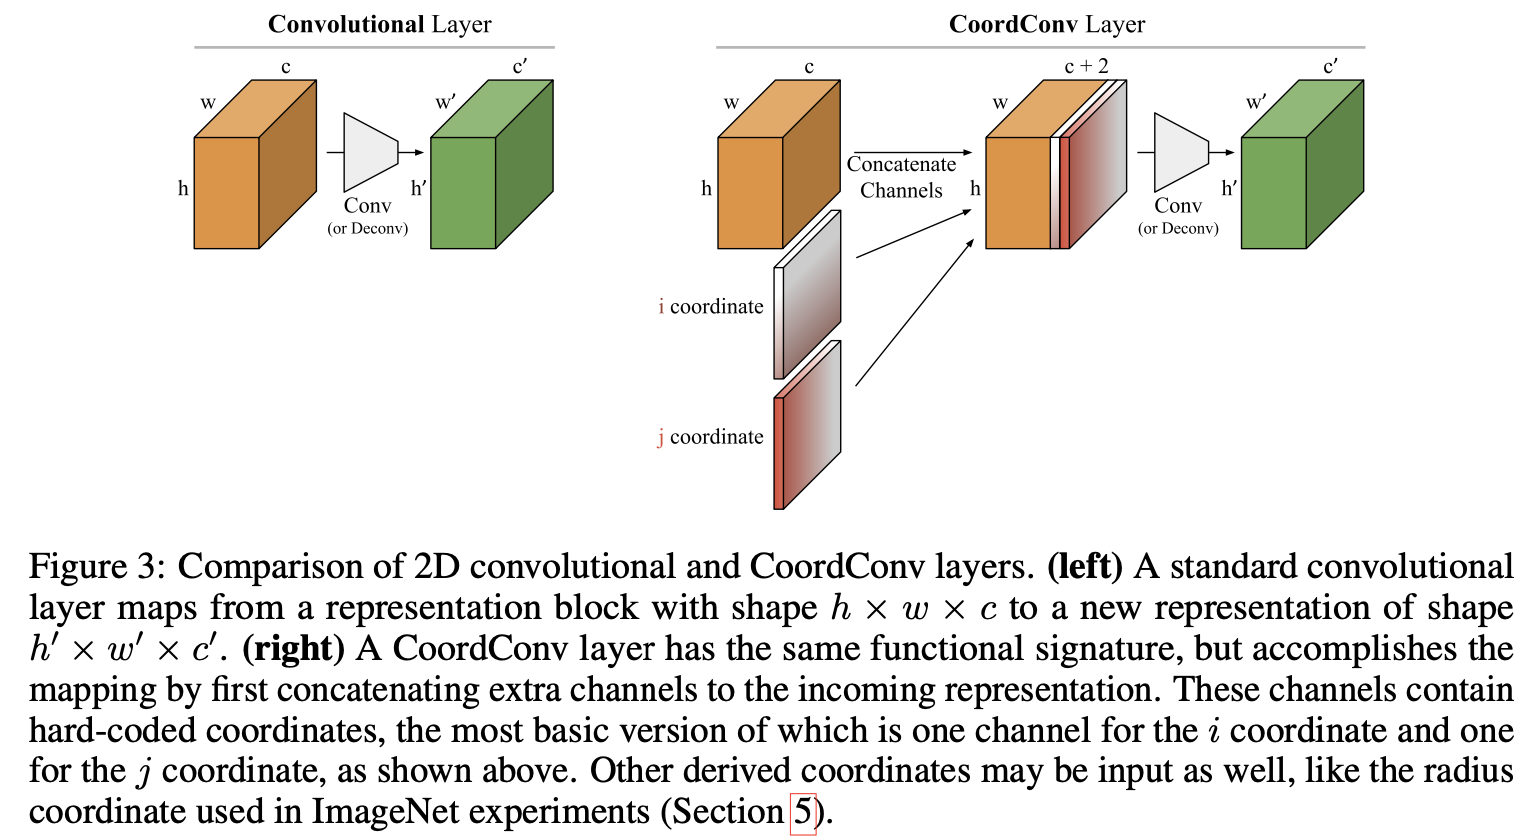 Convolutional Layer
c
w
h
Conv
(or Deconv)
c′
w′
h′
CoordConv Layer
c
w
h
i coordinate
j coordinate
Concatenate
Channels
c + 2
w
h
Conv
(or Deconv)
c′
w′
h′
Figure 3: Comparison of 2D convolutional and CoordConv layers. (left) A standard convolutional
layer maps from a representation block with shape h × w × c to a new representation of shape
h′ × w′ × c′. (right) A CoordConv layer has the same functional signature, but accomplishes the
mapping by first concatenating extra channels to the incoming representation. These channels contain
hard-coded coordinates, the most basic version of which is one channel for the i coordinate and one
for the j coordinate, as shown above. Other derived coordinates may be input as well, like the radius
coordinate used in ImageNet experiments (Section 5).